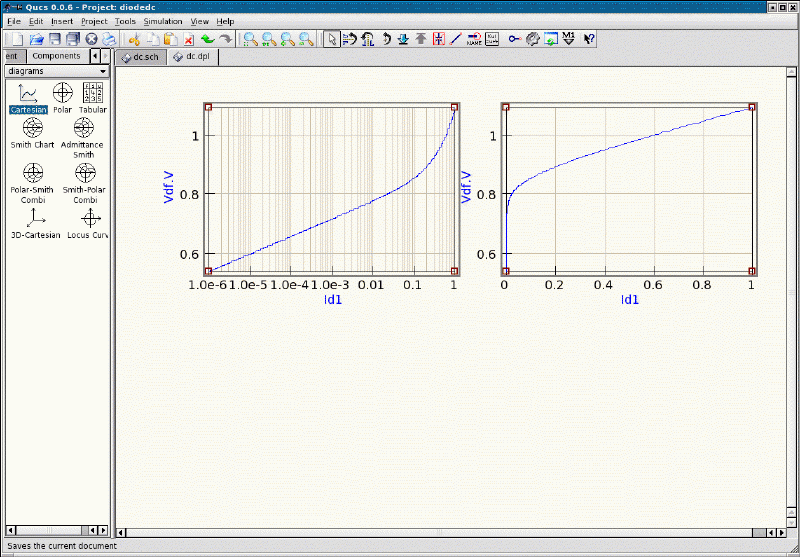 Qucs 0.0.6 - Project: diodedc
File Edit Insert Project Tools Simulation View Help
ent Components dc.sch dc.dpl
diagrams
Cartesian Polar Tabular
Smith Chart Admittance Smith
Polar-Smith Combi Smith-Polar Combi
3D-Cartesian Locus Curv
1
0.8
0.6
Vdf.V
1.0e-6 1.0e-5 1.0e-4 1.0e-3 0.01 0.1 1
Id1
1
0.8
0.6
Vdf.V
0 0.2 0.4 0.6 0.8 1
Id1
Saves the current document